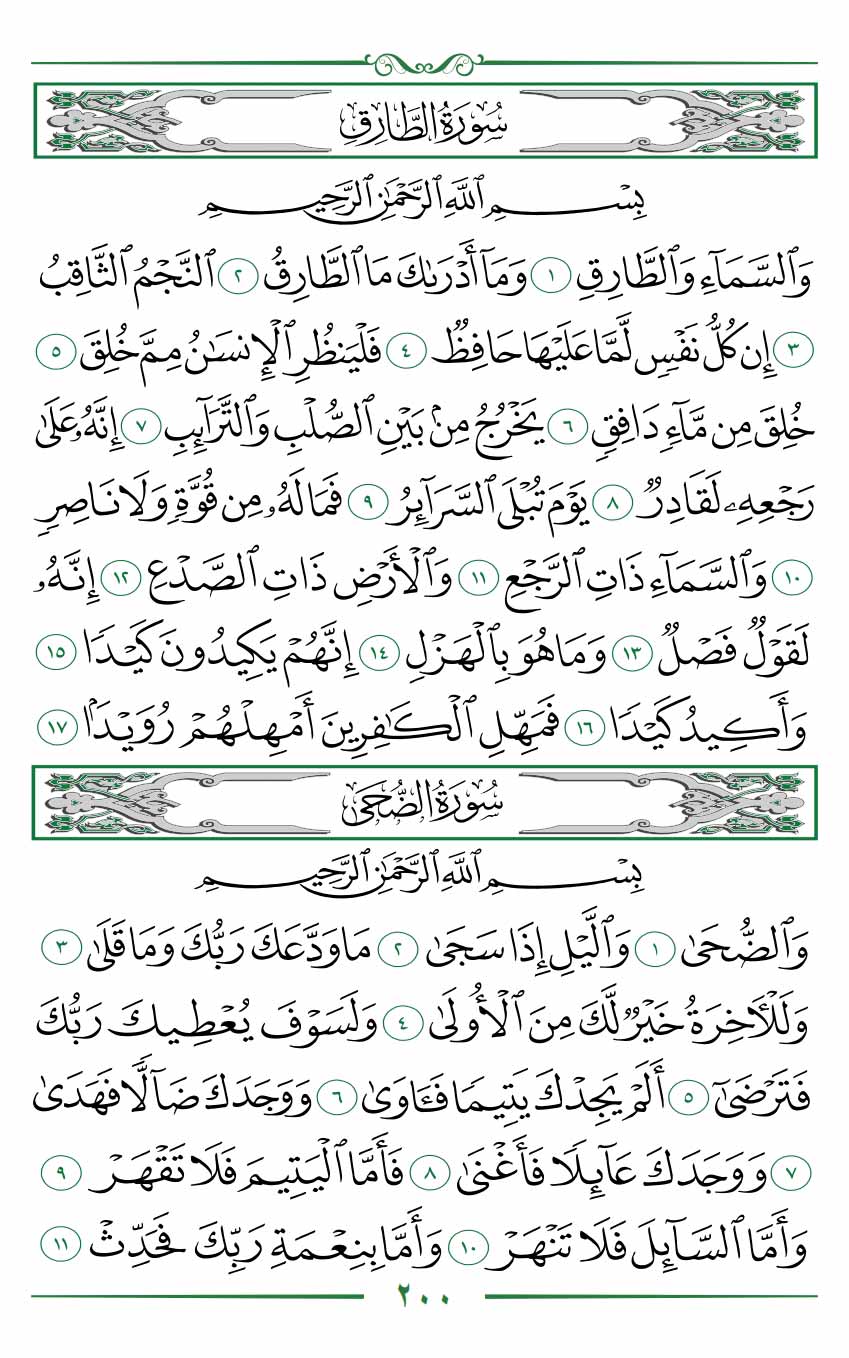 سُورَةُ الطَّارِقِ
بِسْمِ ٱللَّهِ ٱلرَّحْمَٰنِ ٱلرَّحِيمِ
وَٱلسَّمَآءِ وَٱلطَّارِقِ ١ وَمَآ أَدْرَىٰكَ مَا ٱلطَّارِقُ ٢ ٱلنَّجْمُ ٱلثَّاقِبُ
٣ إِن كُلُّ نَفْسٍ لَّمَّا عَلَيْهَا حَافِظٌ ٤ فَلْيَنظُرِ ٱلْإِنسَٰنُ مِمَّ خُلِقَ ٥
خُلِقَ مِن مَّآءٍ دَافِقٍ ٦ يَخْرُجُ مِنۢ بَيْنِ ٱلصُّلْبِ وَٱلتَّرَآئِبِ ٧ إِنَّهُۥ عَلَىٰ
رَجْعِهِۦ لَقَادِرٌ ٨ يَوْمَ تُبْلَى ٱلسَّرَآئِرُ ٩ فَمَا لَهُۥ مِن قُوَّةٍ وَلَا نَاصِرٍ
١٠ وَٱلسَّمَآءِ ذَاتِ ٱلرَّجْعِ ١١ وَٱلْأَرْضِ ذَاتِ ٱلصَّدْعِ ١٢ إِنَّهُۥ
لَقَوْلٌ فَصْلٌ ١٣ وَمَا هُوَ بِٱلْهَزْلِ ١٤ إِنَّهُمْ يَكِيدُونَ كَيْدًا ١٥
وَأَكِيدُ كَيْدًا ١٦ فَمَهِّلِ ٱلْكَٰفِرِينَ أَمْهِلْهُمْ رُوَيْدًۢا ١٧
سُورَةُ الضُّحَىٰ
بِسْمِ ٱللَّهِ ٱلرَّحْمَٰنِ ٱلرَّحِيمِ
وَٱلضُّحَىٰ ١ وَٱلَّيْلِ إِذَا سَجَىٰ ٢ مَا وَدَّعَكَ رَبُّكَ وَمَا قَلَىٰ ٣
وَلَلْءَاخِرَةُ خَيْرٌ لَّكَ مِنَ ٱلْأُولَىٰ ٤ وَلَسَوْفَ يُعْطِيكَ رَبُّكَ
فَتَرْضَىٰٓ ٥ أَلَمْ يَجِدْكَ يَتِيمًا فَـَٔاوَىٰ ٦ وَوَجَدَكَ ضَآلًّا فَهَدَىٰ
٧ وَوَجَدَكَ عَآئِلًا فَأَغْنَىٰ ٨ فَأَمَّا ٱلْيَتِيمَ فَلَا تَقْهَرْ ٩
وَأَمَّا ٱلسَّآئِلَ فَلَا تَنْهَرْ ١٠ وَأَمَّا بِنِعْمَةِ رَبِّكَ فَحَدِّثْ ١١
٢٠٠